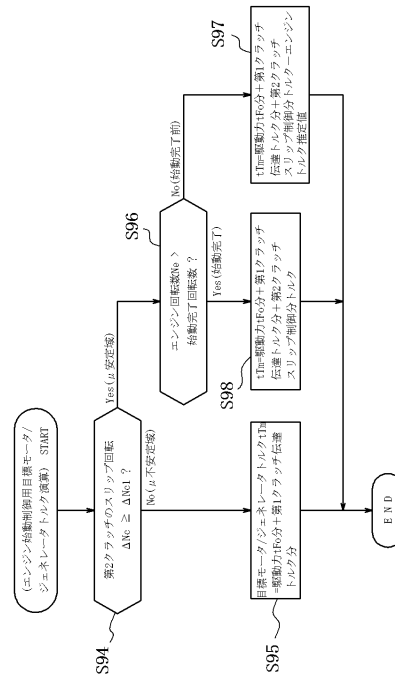 (エンジン始動制御用目標モータ/
ジェネレータトルク演算) START
S94
第2クラッチのスリップ回転
ΔNc ≧ ΔNc1 ?
Yes(μ安定域)
No(μ不安定域)
S96
エンジン回転数Ne >
始動完了回転数 ?
No(始動完了前)
Yes(始動完了)
S95
目標モータ/ジェネレータトルクtTm
=駆動力tFo分+第1クラッチ伝達
トルク分
S98
tTm=駆動力tFo分+第1クラッチ
伝達トルク分+第2クラッチ
スリップ制御分トルク
S97
tTm=駆動力tFo分+第1クラッチ
伝達トルク分+第2クラッチ
スリップ制御分トルク-エンジン
トルク推定値
END